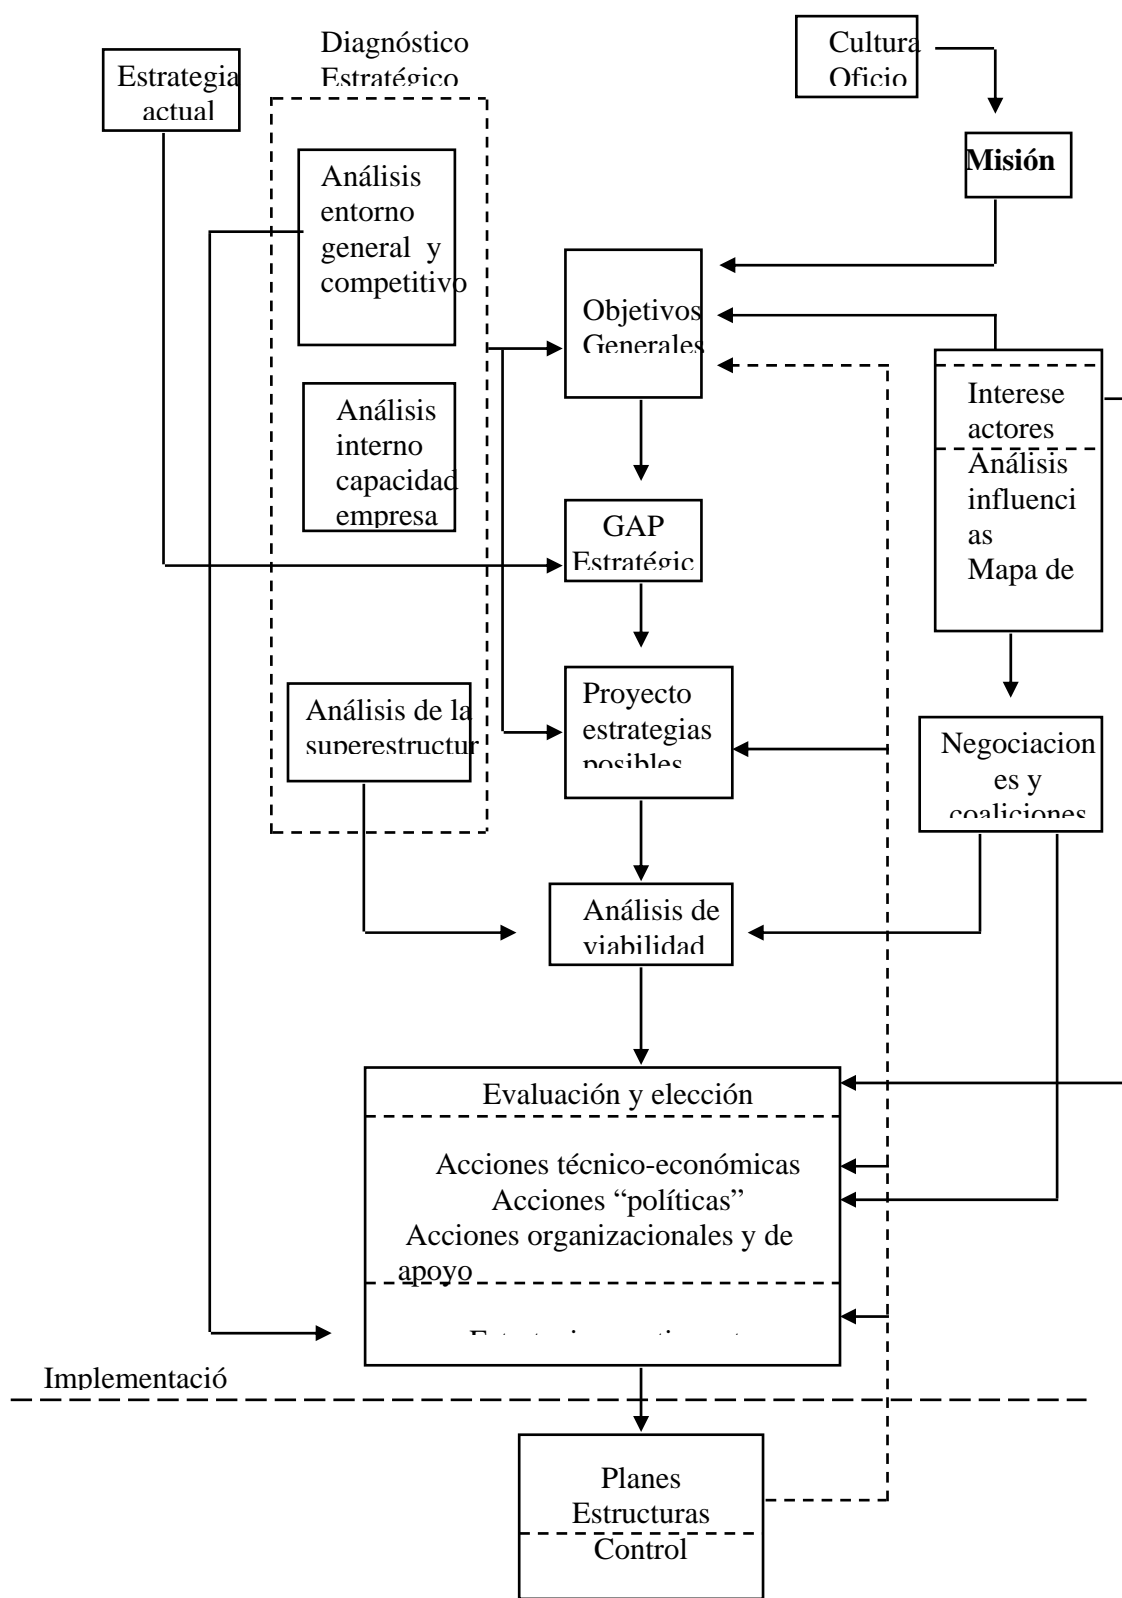 Estrategia
actual
Diagnóstico
Estratégico
Cultura
Oficio
Misión
Análisis
entorno
general y
competitivo
Objetivos
Generales
Análisis
interno
capacidad
empresa
Interese
actores
Análisis
influenci
as
Mapa de
GAP
Estratégic
Análisis de la
superestructur
Proyecto
estrategias
posibles
Negociacion
es y
coaliciones
Análisis de
viabilidad
Evaluación y elección
Acciones técnico-económicas
Acciones “políticas”
Acciones organizacionales y de
apoyo
Implementació
Planes
Estructuras
Control